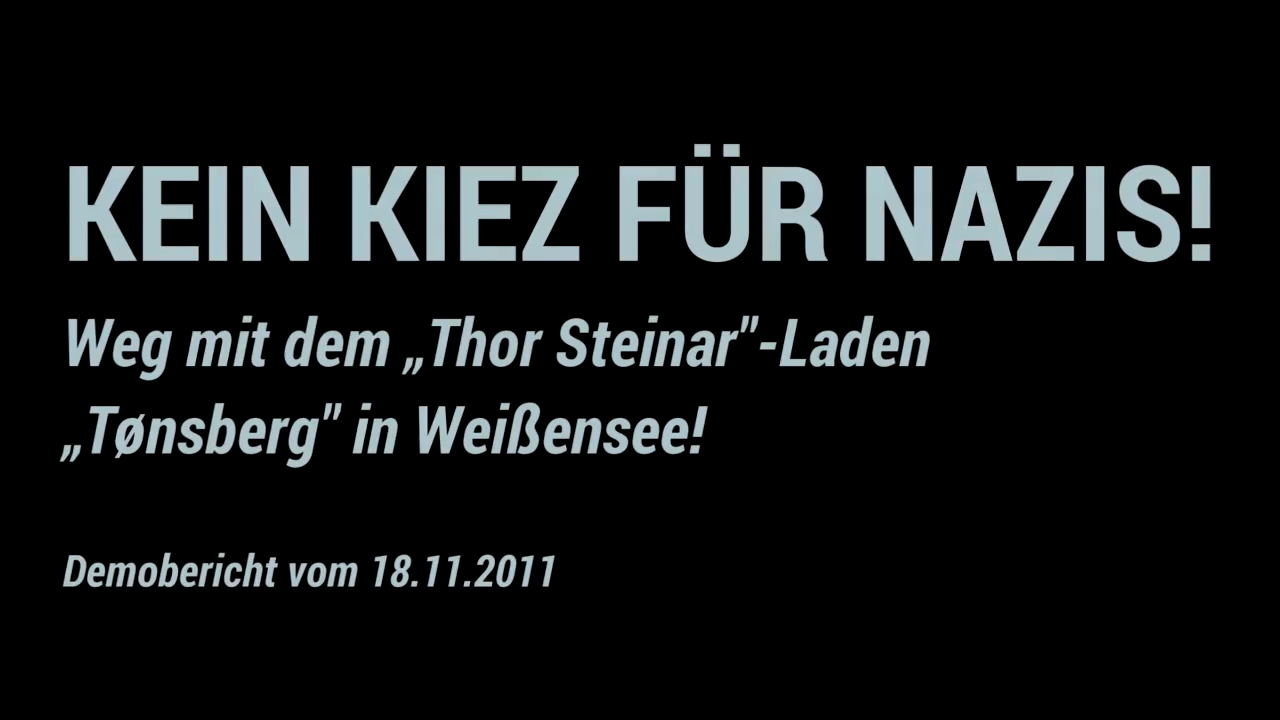 KEIN KIEZ FÜR NAZIS!
Weg mit dem „Thor Steinar"-Laden
„Tønsberg" in Weißensee!
Demobericht vom 18.11.2011